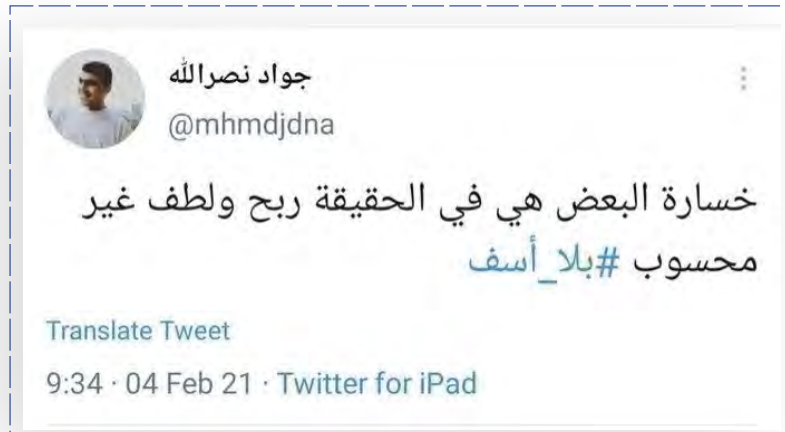 جواد نصرالله
@mhmdjdna
خسارة البعض هي في الحقيقة ربح ولطف غير
محسوب #بلا_أسف
Translate Tweet
9:34 · 04 Feb 21 · Twitter for iPad